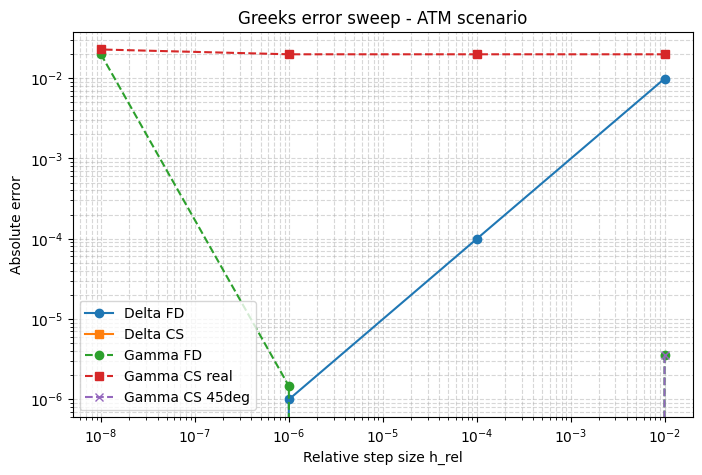 Greeks error sweep - ATM scenario
Absolute error
10⁻²
10⁻³
10⁻⁴
10⁻⁵
10⁻⁶
Delta FD
Delta CS
Gamma FD
Gamma CS real
Gamma CS 45deg
10⁻⁸ 10⁻⁷ 10⁻⁶ 10⁻⁵ 10⁻⁴ 10⁻³ 10⁻²
Relative step size h_rel